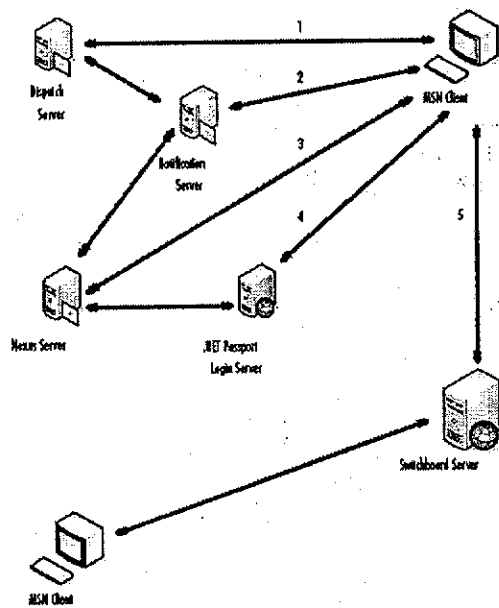 1
Dispatch
Server
2
MSN Client
Notification
Server
3
4
5
Nexus Server
.NET Passport
Login Server
Switchboard Server
MSN Client